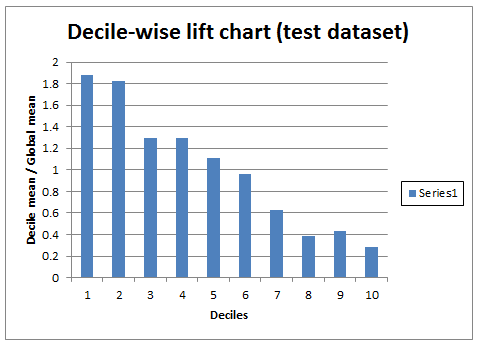 Decile-wise lift chart (test dataset)
Decile mean / Global mean
2
1.8
1.6
1.4
1.2
1
0.8
0.6
0.4
0.2
0
1 2 3 4 5 6 7 8 9 10
Deciles
Series1